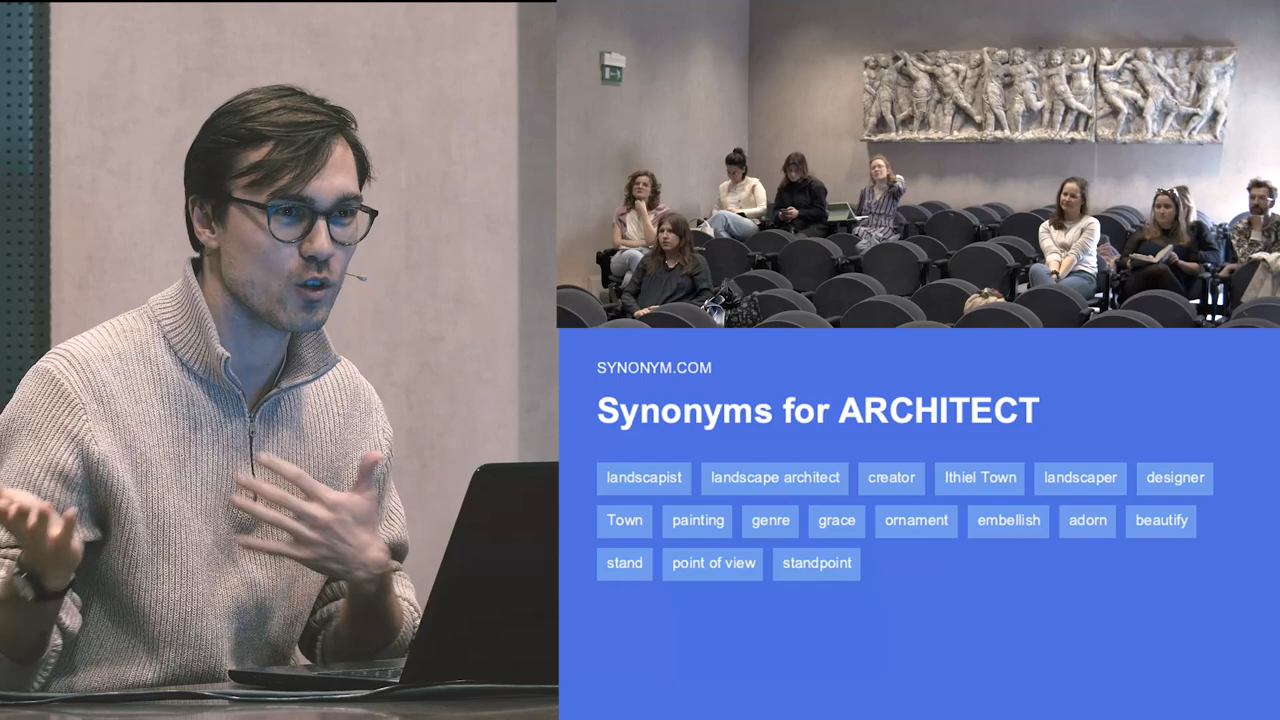 SYNONYM.COM
Synonyms for ARCHITECT
landscapist landscape architect creator Ithiel Town landscaper designer
Town painting genre grace ornament embellish adorn beautify
stand point of view standpoint